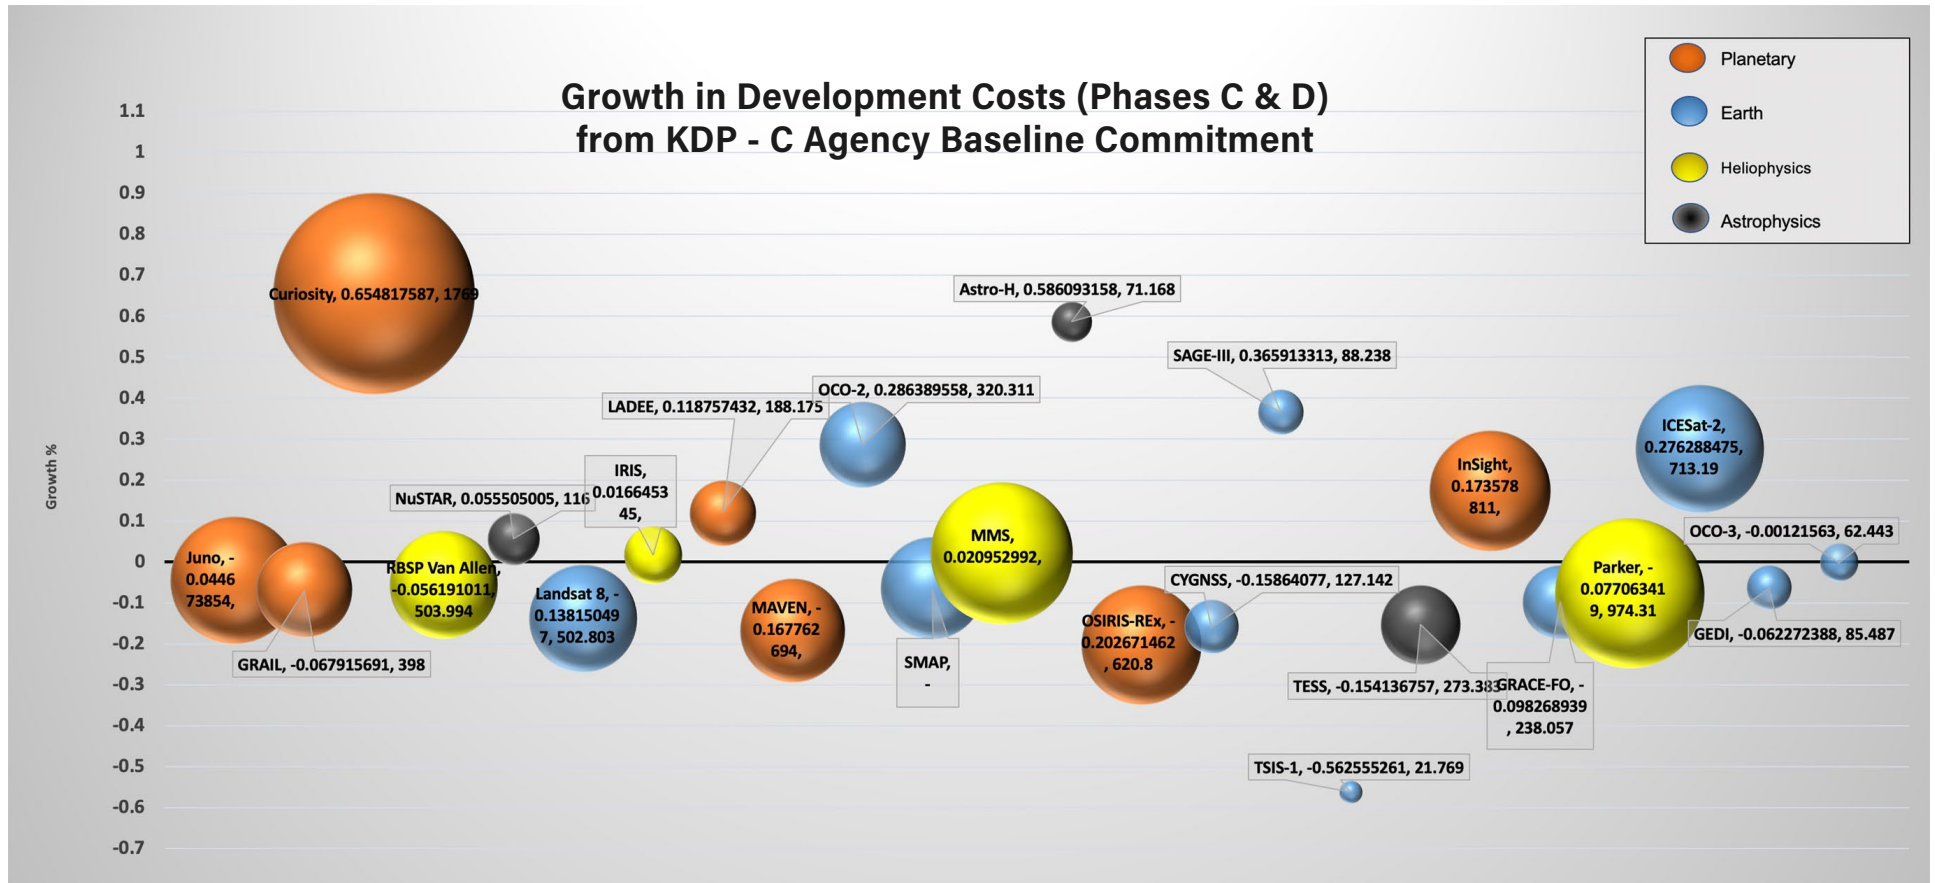 Growth in Development Costs (Phases C & D)
from KDP - C Agency Baseline Commitment
Planetary
Earth
Heliophysics
Astrophysics
Growth %
1.1
1
0.9
0.8
0.7
0.6
0.5
0.4
0.3
0.2
0.1
0
-0.1
-0.2
-0.3
-0.4
-0.5
-0.6
-0.7
Curiosity, 0.654817587, 1769
Juno, -
0.0446
73854,
GRAIL, -0.067915691, 398
RBSP Van Allen,
-0.056191011,
503.994
NuSTAR, 0.055505005, 116
Landsat 8, -
0.13815049
7, 502.803
IRIS,
0.0166453
45,
LADEE, 0.118757432, 188.175
MAVEN, -
0.167762
694,
OCO-2, 0.286389558, 320.311
SMAP,
-
MMS,
0.020952992,
Astro-H, 0.586093158, 71.168
OSIRIS-REx, -
0.202671462
, 620.8
CYGNSS, -0.15864077, 127.142
SAGE-III, 0.365913313, 88.238
TSIS-1, -0.562555261, 21.769
TESS, -0.154136757, 273.383
InSight,
0.173578
811,
GRACE-FO, -
0.098268939
, 238.057
Parker, -
0.07706341
9, 974.31
ICESat-2,
0.276288475,
713.19
GEDI, -0.062272388, 85.487
OCO-3, -0.00121563, 62.443